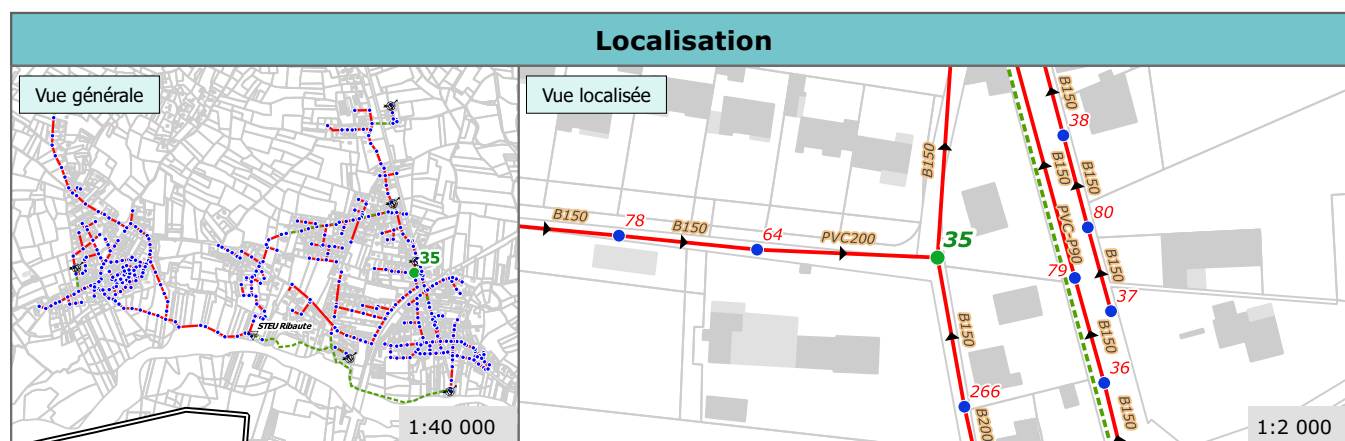 Localisation
Vue générale
35
STEU Ribaute
1:40 000
Vue localisée
B150
78
B150
64
PVC200
35
B150
B150
266
B200
B150
38
B150
B150
80
PVC-P90
79
B150
37
B150
36
B150
1:2 000